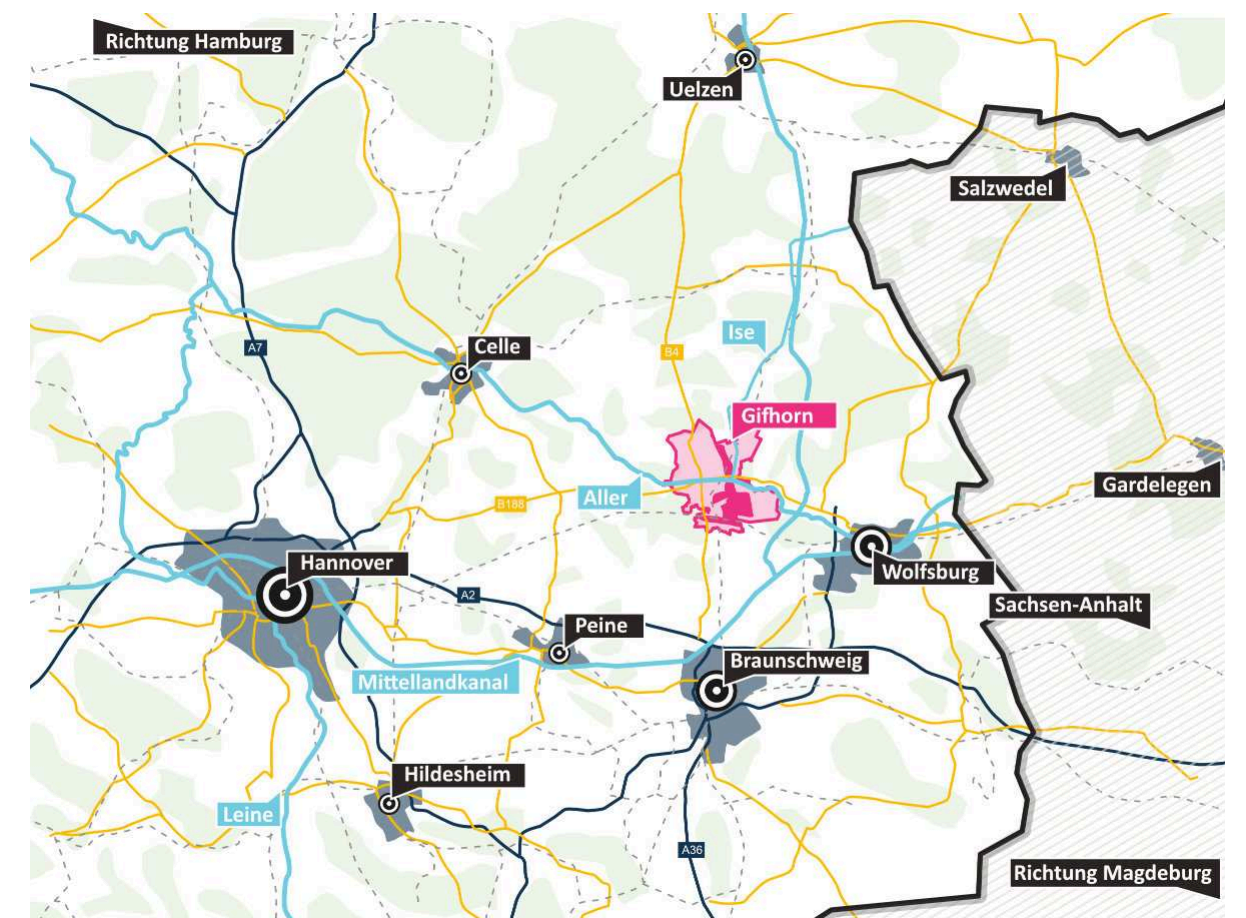 Richtung Hamburg
Uelzen
Salzwedel
Ise
A7
Celle
B4
Gifhorn
Gardelegen
Aller
B188
Hannover
Wolfsburg
A2
Sachsen-Anhalt
Peine
Braunschweig
Mittellandkanal
Hildesheim
Leine
A36
Richtung Magdeburg